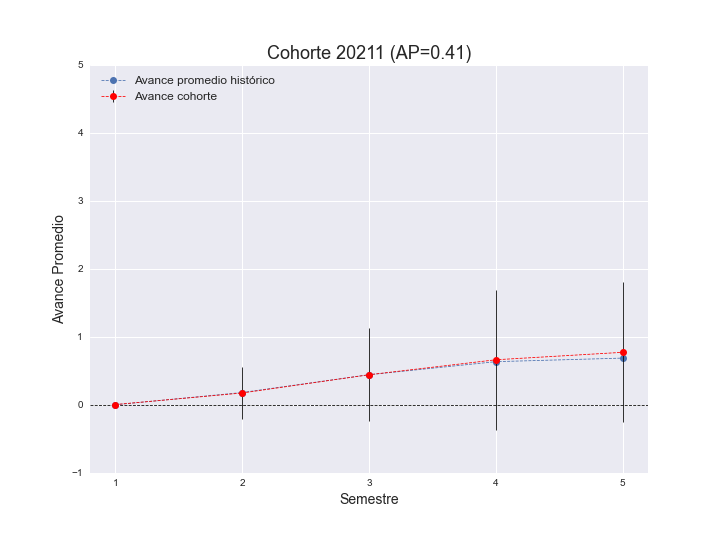 Cohorte 20211 (AP=0.41)
Avance promedio histórico
Avance cohorte
5
4
3
2
1
0
−1
Avance Promedio
1 2 3 4 5
Semestre